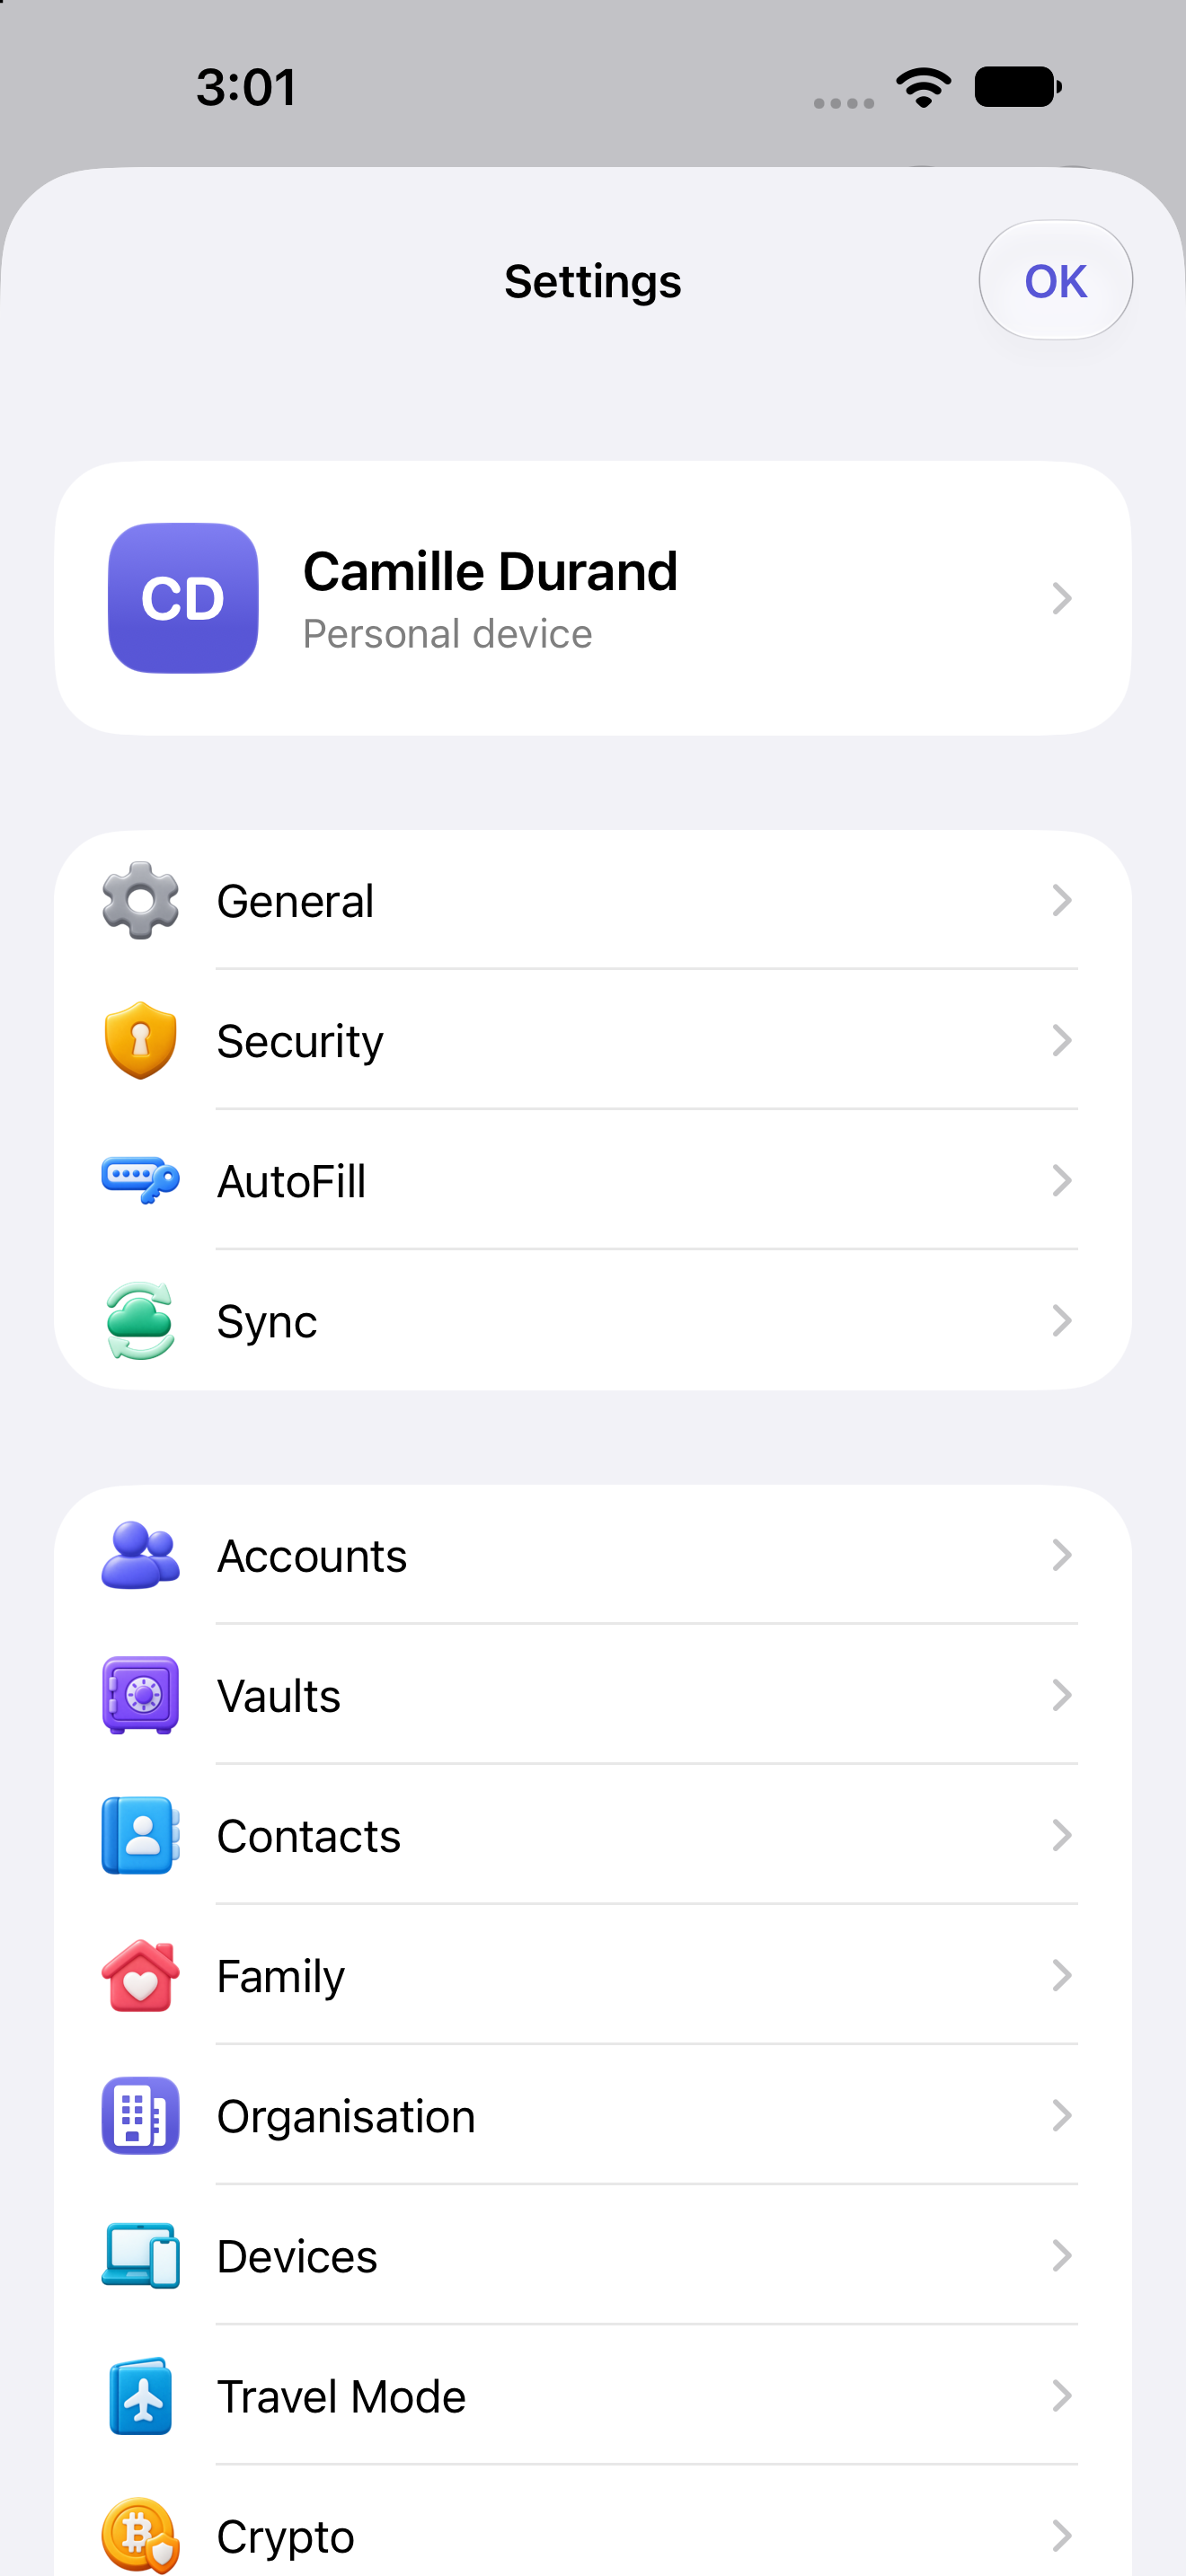 3:01
Settings
OK
CD
Camille Durand
Personal device
General
Security
AutoFill
Sync
Accounts
Vaults
Contacts
Family
Organisation
Devices
Travel Mode
Crypto